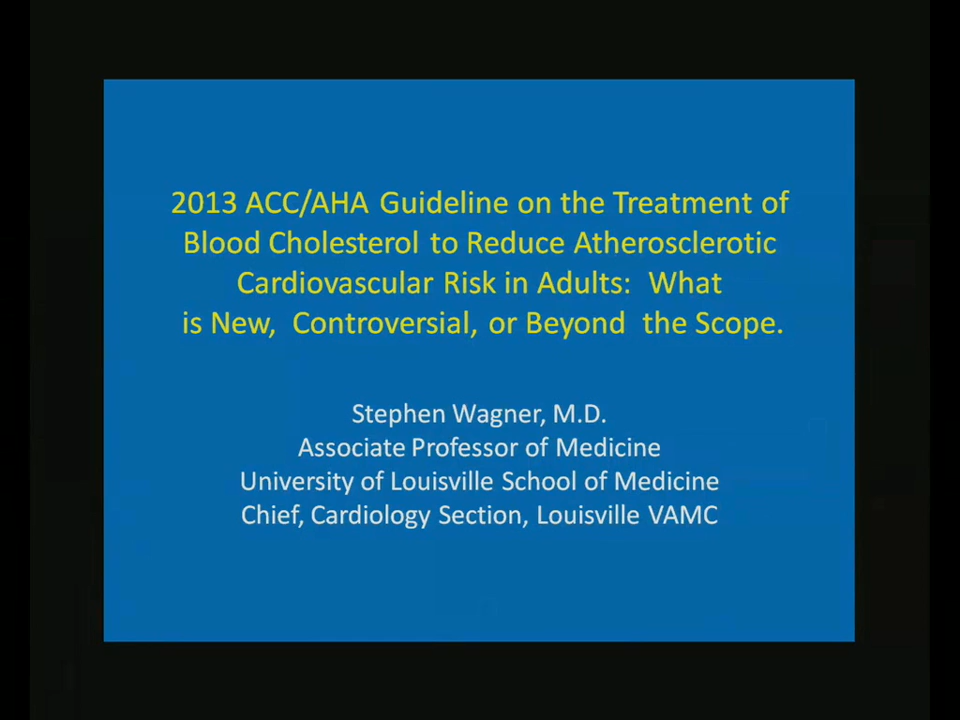 2013 ACC/AHA Guideline on the Treatment of
Blood Cholesterol to Reduce Atherosclerotic
Cardiovascular Risk in Adults: What
is New, Controversial, or Beyond the Scope.
Stephen Wagner, M.D.
Associate Professor of Medicine
University of Louisville School of Medicine
Chief, Cardiology Section, Louisville VAMC